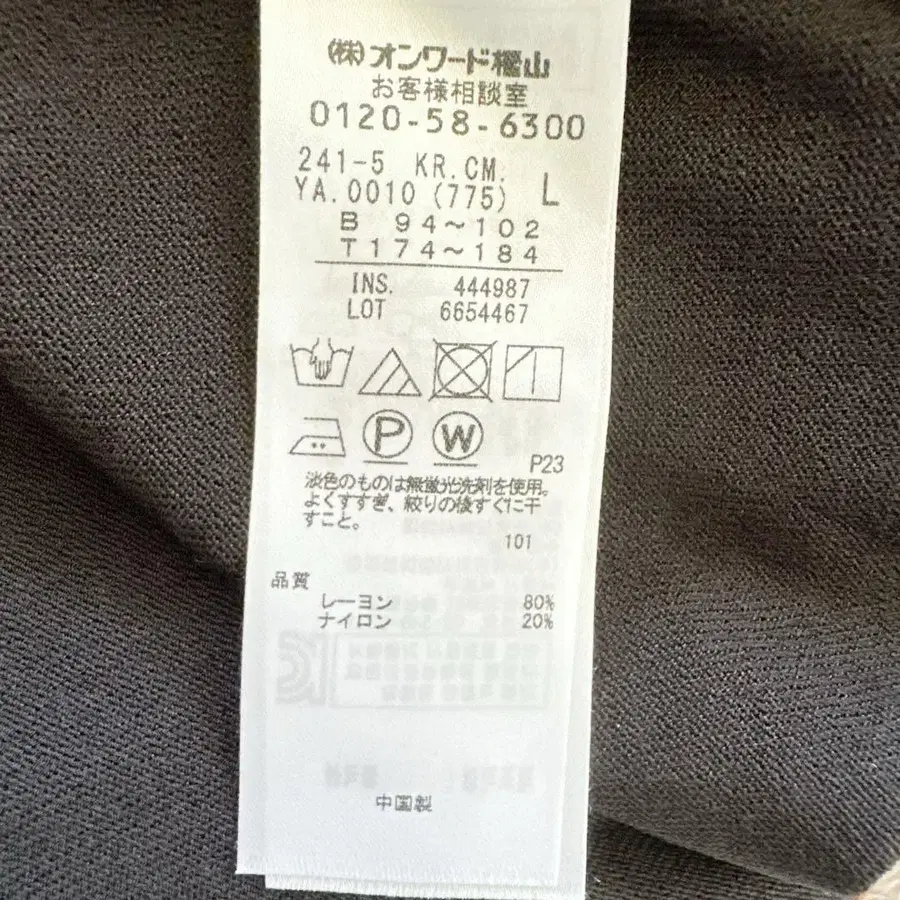 (株)オンワード樫山
お客様相談室
0120-58-6300
241-5 KR.CM.
YA.0010(775) L
B 94~102
T174~184
INS. 444987
LOT 6654467
P W
P23
淡色のものは無蛍光洗剤を使用。
よくすすぎ、絞りの後すぐに干
すこと。
101
品質
レーヨン 80%
ナイロン 20%
中国製